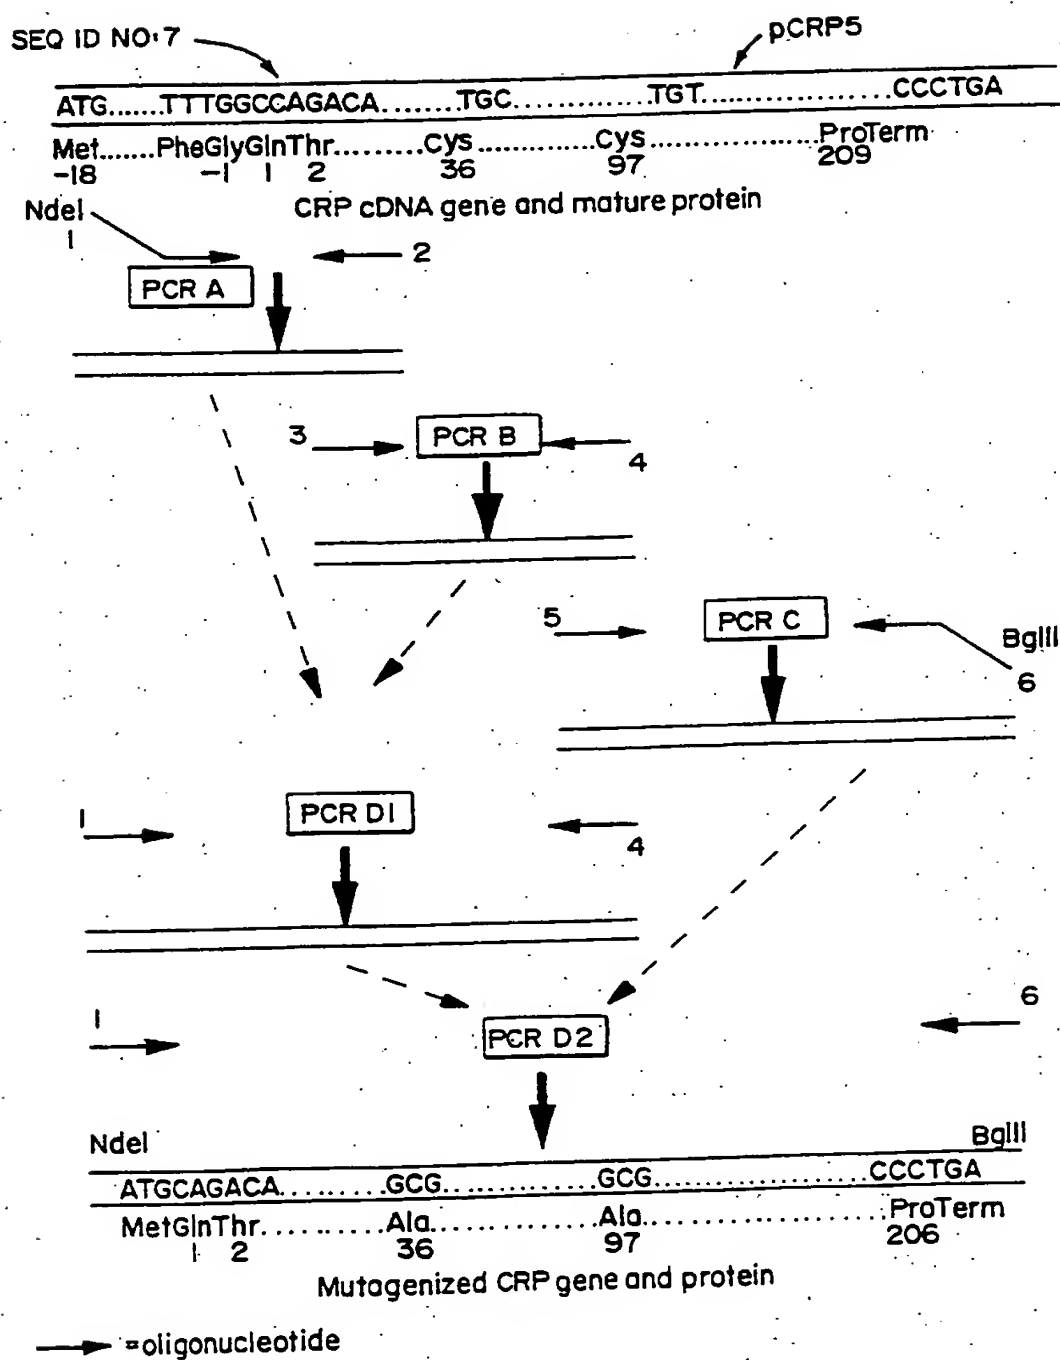 SEQ ID NO:7
pCRP5
ATG......TTTGGCCAGACA........TGC..............TGT...................CCCTGA
Met.......PheGlyGlnThr.........Cys............Cys.................ProTerm
-18 -1 1 2 36 97 209
NdeI CRP cDNA gene and mature protein
1 2
PCR A
3 PCR B 4
5 PCR C BglII
6
1 PCR D1 4
1 PCR D2 6
NdeI BglII
ATGCAGACA..........GCG..............GCG....................CCCTGA
MetGlnThr............Ala................Ala........................ProTerm
1 2 36 97 206
Mutagenized CRP gene and protein
=oligonucleotide